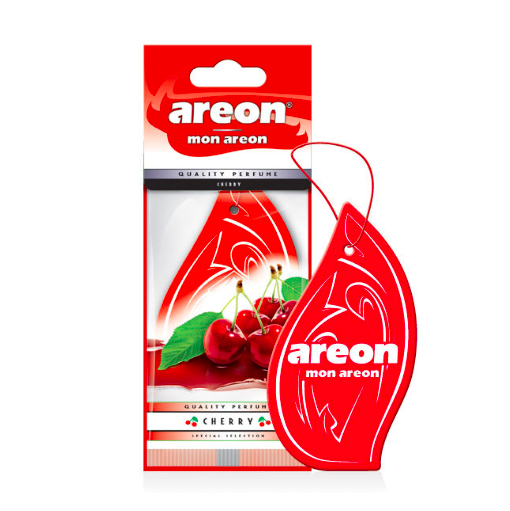 areon®
mon areon
QUALITY PERFUME
CHERRY
QUALITY PERFUME
CHERRY
SPECIAL SELECTION
areon
mon areon